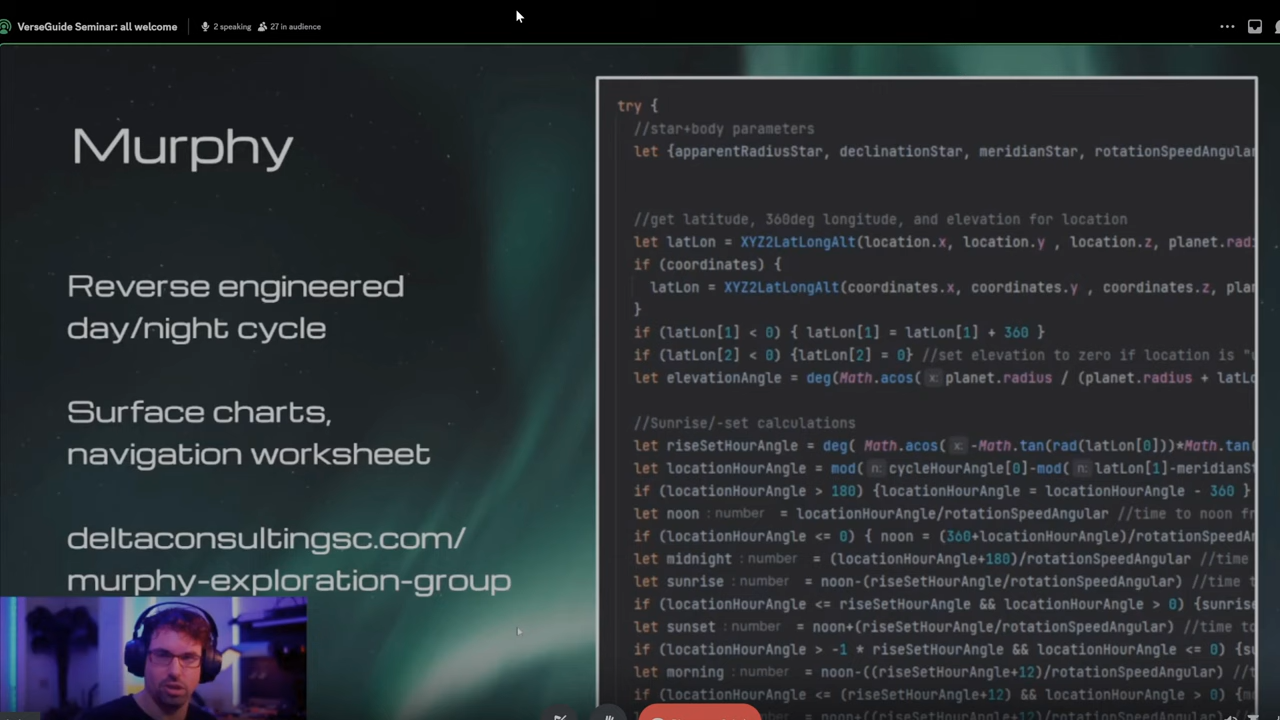 VerseGuide Seminar: all welcome
2 speaking
27 in audience
Murphy
Reverse engineered
day/night cycle
Surface charts,
navigation worksheet
deltaconsultingsc.com/
murphy-exploration-group
try {
//star+body parameters
let {apparentRadiusStar, declinationStar, meridianStar, rotationSpeedAngular
//get latitude, 360deg longitude, and elevation for location
let latLon = XYZ2LatLongAlt(location.x, location.y , location.z, planet.radi
if (coordinates) {
latLon = XYZ2LatLongAlt(coordinates.x, coordinates.y , coordinates.z, plan
}
if (latLon[1] < 0) { latLon[1] = latLon[1] + 360 }
if (latLon[2] < 0) {latLon[2] = 0} //set elevation to zero if location is "u
let elevationAngle = deg(Math.acos( x: planet.radius / (planet.radius + latLo
//Sunrise/-set calculations
let riseSetHourAngle = deg( Math.acos( x: -Math.tan(rad(latLon[0]))*Math.tan(
let locationHourAngle = mod( n: cycleHourAngle[0]-mod( n: latLon[1]-meridianSt
if (locationHourAngle > 180) {locationHourAngle = locationHourAngle - 360 }
let noon : number = locationHourAngle/rotationSpeedAngular //time to noon fr
if (locationHourAngle <= 0) { noon = (360+locationHourAngle)/rotationSpeedAn
let midnight : number = (locationHourAngle+180)/rotationSpeedAngular //time
let sunrise : number = noon-(riseSetHourAngle/rotationSpeedAngular) //time t
if (locationHourAngle <= riseSetHourAngle && locationHourAngle > 0) {sunrise
let sunset : number = noon+(riseSetHourAngle/rotationSpeedAngular) //time to
if (locationHourAngle > -1 * riseSetHourAngle && locationHourAngle <= 0) {su
let morning : number = noon-((riseSetHourAngle+12)/rotationSpeedAngular) //t
if (locationHourAngle <= (riseSetHourAngle+12) && locationHourAngle > 0) {m